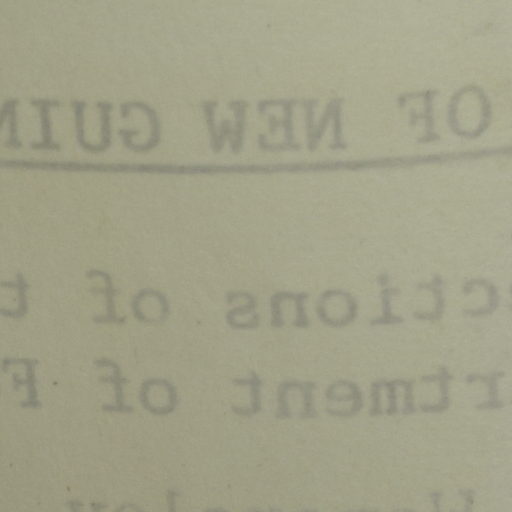 OF NEW GUIN
ctions of t
rtment of F